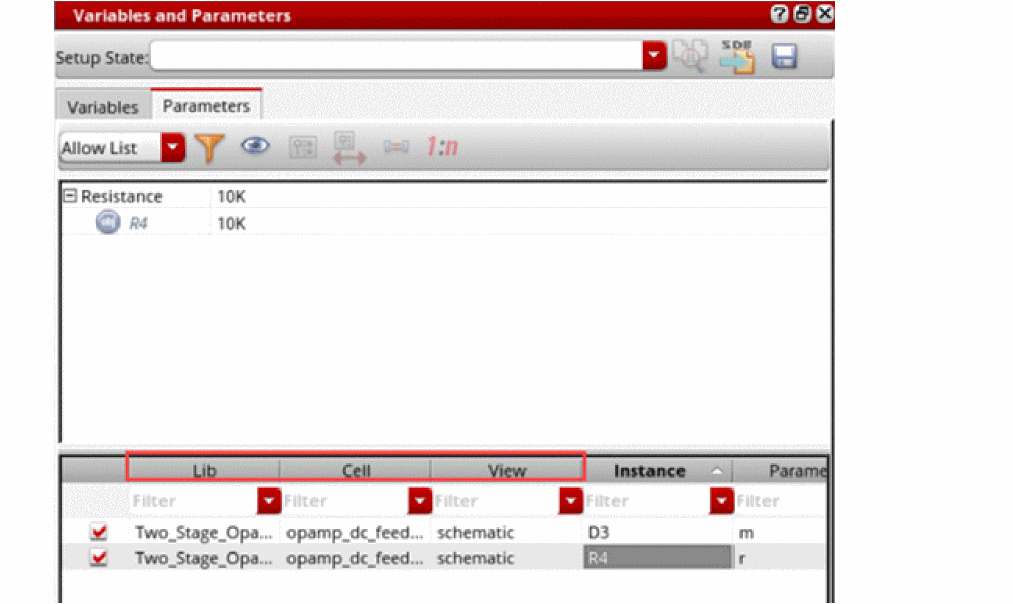 Variables and Parameters
Setup State:
SDB
Variables Parameters
Allow List 1:n
Resistance 10K
R4 10K
Lib Cell View Instance Parame
Filter Filter Filter Filter Filter
Two_Stage_Opa... opamp_dc_feed... schematic D3 m
Two_Stage_Opa... opamp_dc_feed... schematic R4 r